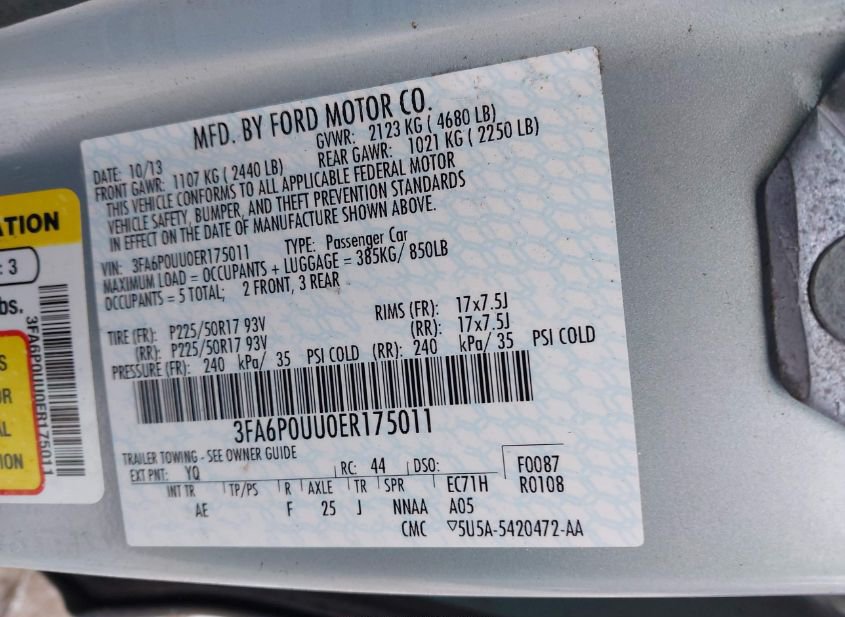 MFD. BY FORD MOTOR CO.
DATE: 10/13 GVWR: 2123 KG ( 4680 LB)
FRONT GAWR: 1107 KG ( 2440 LB) REAR GAWR: 1021 KG ( 2250 LB)
THIS VEHICLE CONFORMS TO ALL APPLICABLE FEDERAL MOTOR
VEHICLE SAFETY, BUMPER, AND THEFT PREVENTION STANDARDS
IN EFFECT ON THE DATE OF MANUFACTURE SHOWN ABOVE.
VIN: 3FA6P0UU0ER175011 TYPE: Passenger Car
MAXIMUM LOAD = OCCUPANTS + LUGGAGE = 385KG/ 850LB
OCCUPANTS = 5 TOTAL; 2 FRONT, 3 REAR
TIRE (FR): P225/50R17 93V RIMS (FR): 17x7.5J
(RR): P225/50R17 93V (RR): 17x7.5J
PRESSURE (FR): 240 kPa/ 35 PSI COLD (RR): 240 kPa/ 35 PSI COLD
3FA6P0UU0ER175011
TRAILER TOWING - SEE OWNER GUIDE
EXT PNT: YQ RC: 44 DSO: F0087
INT TR TP/PS R AXLE TR SPR EC71H R0108
AE F 25 J NNAA A05
CMC ▽5U5A-5420472-AA
ATION
: 3
bs.
S
OR
AL
ION
3FA6P0UU0ER175011